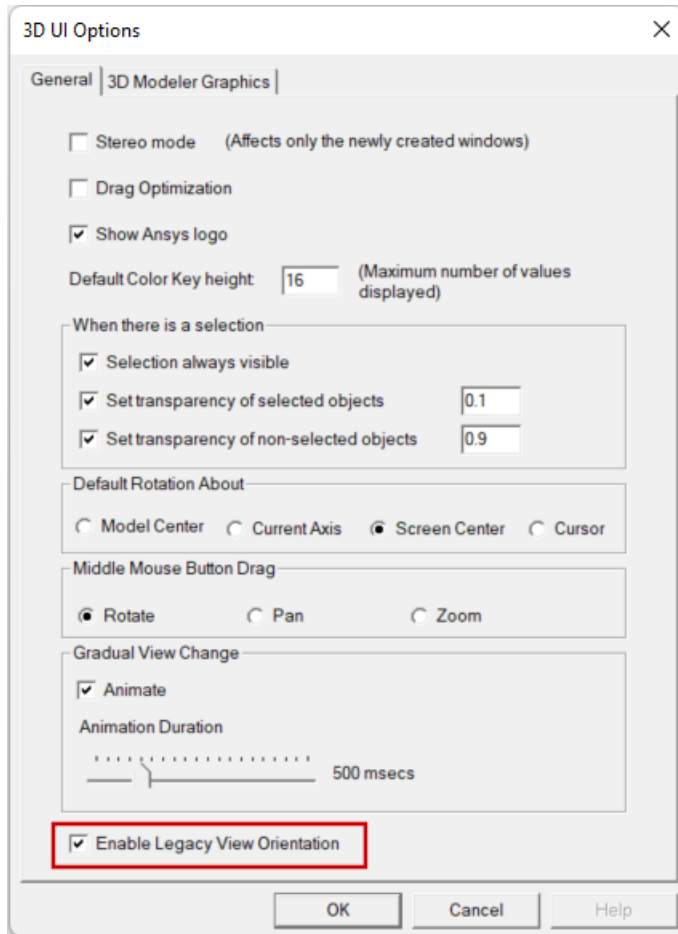 3D UI Options
General 3D Modeler Graphics
Stereo mode (Affects only the newly created windows)
Drag Optimization
Show Ansys logo
Default Color Key height: 16 (Maximum number of values
displayed)
When there is a selection
Selection always visible
Set transparency of selected objects 0.1
Set transparency of non-selected objects 0.9
Default Rotation About
Model Center Current Axis Screen Center Cursor
Middle Mouse Button Drag
Rotate Pan Zoom
Gradual View Change
Animate
Animation Duration
500 msecs
Enable Legacy View Orientation
OK Cancel Help